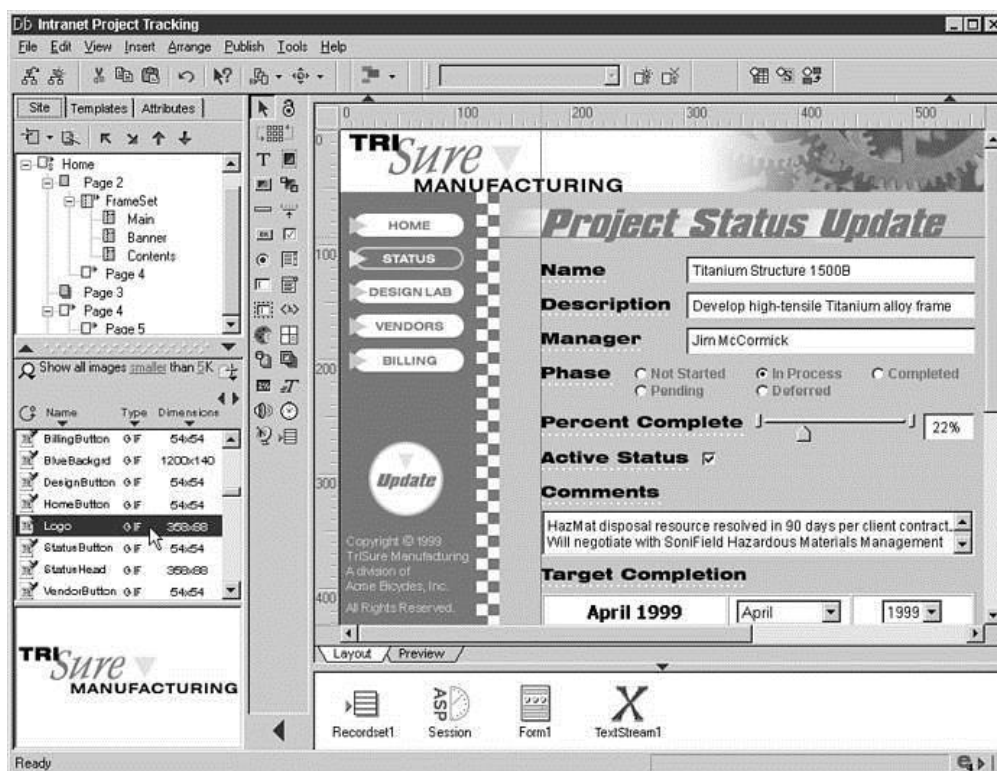 Db Intranet Project Tracking
File Edit View Insert Arrange Publish Tools Help
Site Templates Attributes
Home
Page 2
FrameSet
Main
Banner
Contents
Page 4
Page 3
Page 4
Page 5
Show all images smaller than 5K
Name Type Dimensions
BillingButton GIF 54x54
BlueBackgrd GIF 1200x140
DesignButton GIF 54x54
HomeButton GIF 54x54
Logo GIF 358x88
StatusButton GIF 54x54
StatusHead GIF 358x88
VendorButton GIF 54x54
TRISure
MANUFACTURING
0 100 200 300 400 500
0
100
200
300
400
TRISure
MANUFACTURING
HOME
STATUS
DESIGN LAB
VENDORS
BILLING
Update
Copyright © 1999
TriSure Manufacturing
A division of
Acme Bicycles, Inc.
All Rights Reserved.
Project Status Update
Name Titanium Structure 1500B
Description Develop high-tensile Titanium alloy frame
Manager Jim McCormick
Phase Not Started In Process Completed
Pending Deferred
Percent Complete 22%
Active Status
Comments
HazMat disposal resource resolved in 90 days per client contract.
Will negotiate with SoniField Hazardous Materials Management
Target Completion
April 1999 April 1999
Layout Preview
ASP
Recordset1 Session Form1 TextStream1
Ready